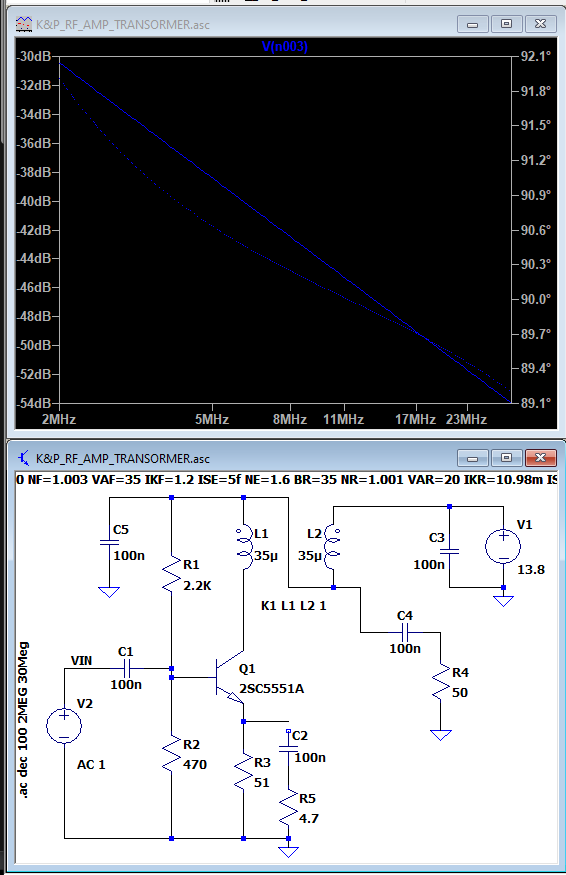 K&P_RF_AMP_TRANSORMER.asc
V(n003)
-30dB
-32dB
-34dB
-36dB
-38dB
-40dB
-42dB
-44dB
-46dB
-48dB
-50dB
-52dB
-54dB
92.1°
91.8°
91.5°
91.2°
90.9°
90.6°
90.3°
90.0°
89.7°
89.4°
89.1°
2MHz 5MHz 8MHz 11MHz 17MHz 23MHz
K&P_RF_AMP_TRANSORMER.asc
0 NF=1.003 VAF=35 IKF=1.2 ISE=5f NE=1.6 BR=35 NR=1.001 VAR=20 IKR=10.98m IS
C5
100n
R1
2.2K
L1
35µ
L2
35µ
K1 L1 L2 1
C3
100n
V1
13.8
C4
100n
R4
50
VIN
C1
100n
Q1
2SC5551A
V2
AC 1
R2
470
R3
51
C2
100n
R5
4.7
.ac dec 100 2MEG 30Meg